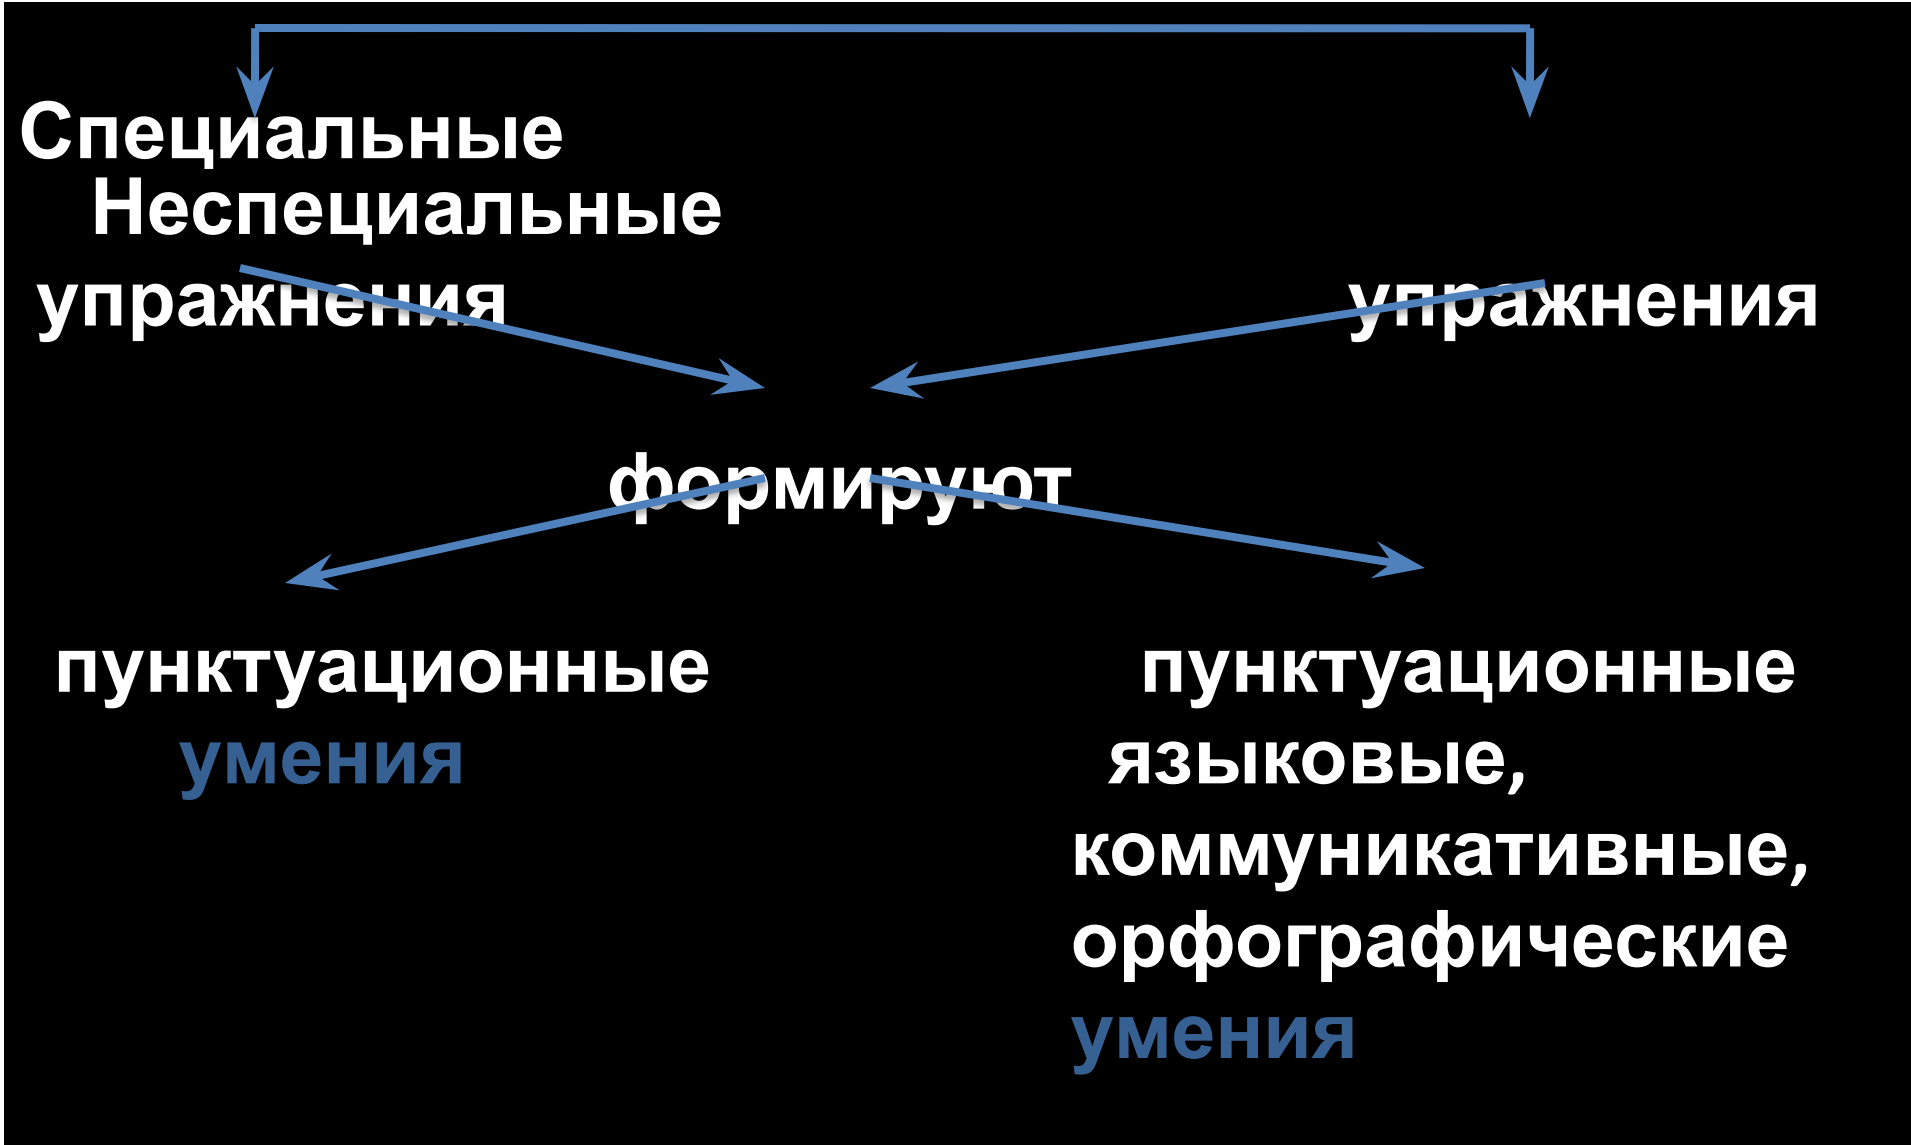 Специальные
Неспециальные
упражнения упражнения
формируют
пунктуационные пунктуационные
умения языковые,
коммуникативные,
орфографические
умения